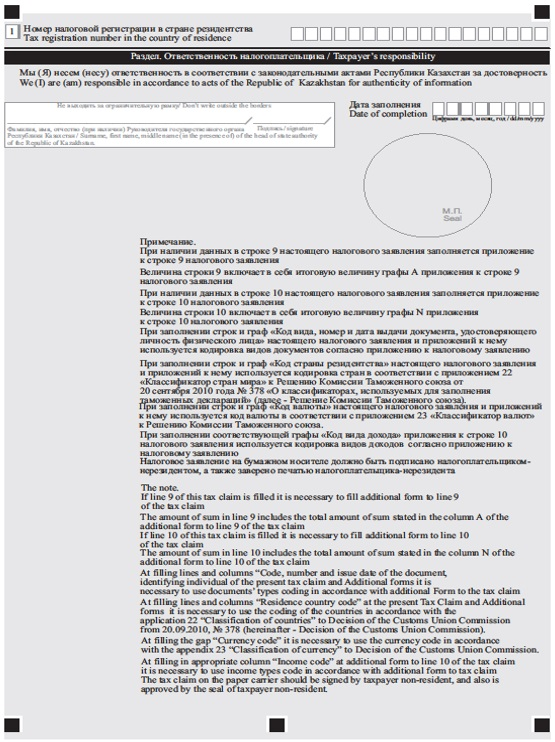 1 Номер налоговой регистрации в стране резидентства
Tax registration number in the country of residence
Раздел. Ответственность налогоплательщика / Taxpayer's responsibility
Мы (Я) несем (несу) ответственность в соответствии с законодательными актами Республики Казахстан за достоверность
We (I) are (am) responsible in accordance to acts of the Republic of Kazakhstan for authenticity of information
Не выходить за ограничительную рамку/ Don't write outside the borders
Фамилия, имя, отчество (при наличии) Руководителя государственного органа
Республики Казахстан / Surname, first name, middle name (in the presence of) of the head of state authority
of the Republic of Kazakhstan.
Подпись/signature
Дата заполнения
Date of completion
Цифрами день, месяц, год / dd/mm/yyyy
М.П.
Seal
Примечание.
При наличии данных в строке 9 настоящего налогового заявления заполняется приложение
к строке 9 налогового заявления
Величина строки 9 включает в себя итоговую величину графы А приложения к строке 9
налогового заявления
При наличии данных в строке 10 настоящего налогового заявления заполняется приложение
к строке 10 налогового заявления
Величина строки 10 включает в себя итоговую величину графы N приложения
к строке 10 налогового заявления
При заполнении строк и граф «Код вида, номер и дата выдачи документа, удостоверяющего
личность физического лица» настоящего налогового заявления и приложений к нему
используется кодировка видов документов согласно приложению к налоговому заявлению
При заполнении строк и граф «Код страны резидентства» настоящего налогового заявления
и приложений к нему используется кодировка стран в соответствии с приложением 22
«Классификатор стран мира» к Решению Комиссии Таможенного союза от
20 сентября 2010 года № 378 «О классификаторах, используемых для заполнения
таможенных деклараций» (далее - Решение Комиссии Таможенного союза).
При заполнении строк и граф «Код валюты» настоящего налогового заявления и приложений
к нему используется код валюты в соответствии с приложением 23 «Классификатор валют»
к Решению Комиссии Таможенного союза.
При заполнении соответствующей графы «Код вида дохода» приложения к строке 10
налогового заявления используется кодировка видов доходов согласно приложению к
налоговому заявлению
Налоговое заявление на бумажном носителе должно быть подписано налогоплательщиком-
нерезидентом, а также заверено печатью налогоплательщика-нерезидента
The note.
If line 9 of this tax claim is filled it is necessary to fill additional form to line 9
of the tax claim
The amount of sum in line 9 includes the total amount of sum stated in the column A of the
additional form to line 9 of the tax claim
If line 10 of this tax claim is filled it is necessary to fill additional form to line 10
of the tax claim
The amount of sum in line 10 includes the total amount of sum stated in the column N of the
additional form to line 10 of the tax claim
At filling lines and columns “Code, number and issue date of the document,
identifying individual of the present tax claim and Additional forms it is
necessary to use documents' types coding in accordance with additional Form to the tax claim
At filling lines and columns “Residence country code” at the present Tax Claim and Additional
forms it is necessary to use the coding of the countries in accordance with the
application 22 “Classification of countries” to Decision of the Customs Union Commission
from 20.09.2010, № 378 (hereinafter - Decision of the Customs Union Commission).
At filling the gap “Currency code” it is necessary to use the currency code in accordance
with the appendix 23 “Classification of currency” to Decision of the Customs Union Commission.
At filling in appropriate column “Income code” at additional form to line 10 of the tax claim
it is necessary to use income types code in accordance with additional form to tax claim
The tax claim on the paper carrier should be signed by taxpayer non-resident, and also is
approved by the seal of taxpayer non-resident.